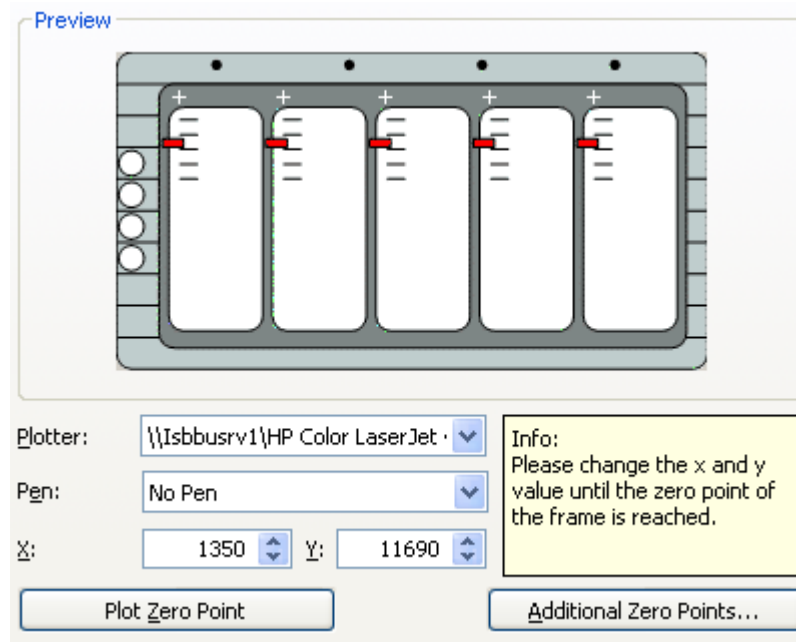 Preview
Plotter: \\Isbbusrv1\HP Color LaserJet
Info:
Please change the x and y
value until the zero point of
the frame is reached.
Pen: No Pen
X: 1350 Y: 11690
Plot Zero Point
Additional Zero Points...